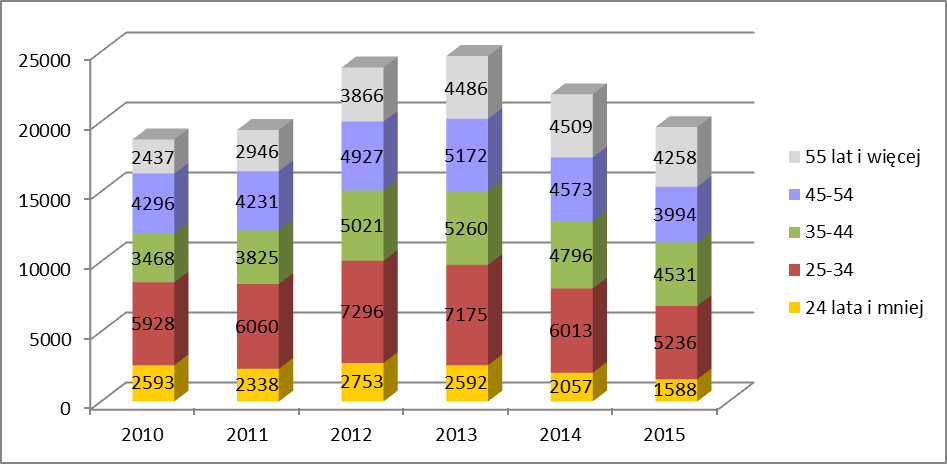 25000
20000
15000
10000
5000
0
2437 2946 3866 4486 4509 4258
4296 4231 4927 5172 4573 3994
3468 3825 5021 5260 4796 4531
5928 6060 7296 7175 6013 5236
2593 2338 2753 2592 2057 1588
2010 2011 2012 2013 2014 2015
55 lat i więcej
45-54
35-44
25-34
24 lata i mniej